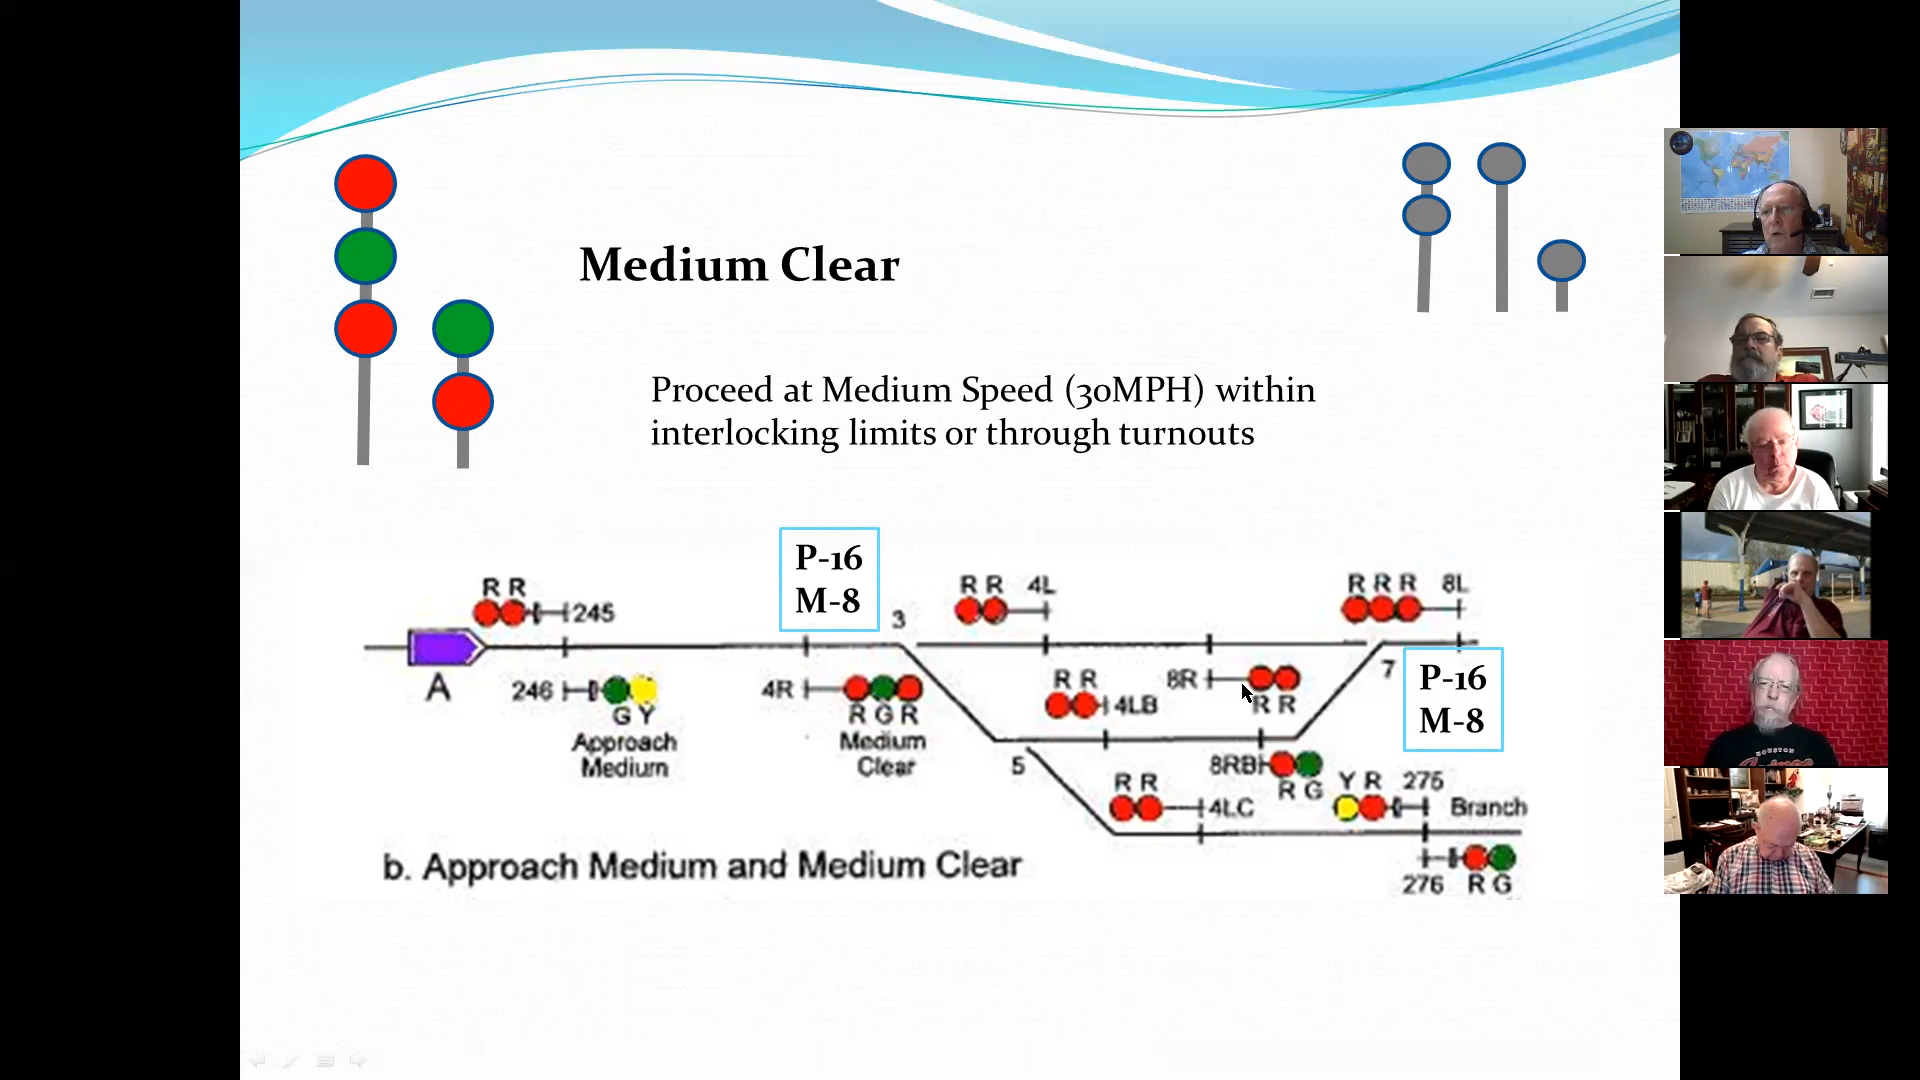 Medium Clear
Proceed at Medium Speed (30MPH) within
interlocking limits or through turnouts
P-16
M-8
R R
245
3
R R 4L
R R R 8L
A
246
G Y
Approach
Medium
4R
R G R
Medium
Clear
R R
4LB
8R
R R
7
P-16
M-8
5
8RB
R G
R R
4LC
Y R 275
Branch
276 R G
b. Approach Medium and Medium Clear